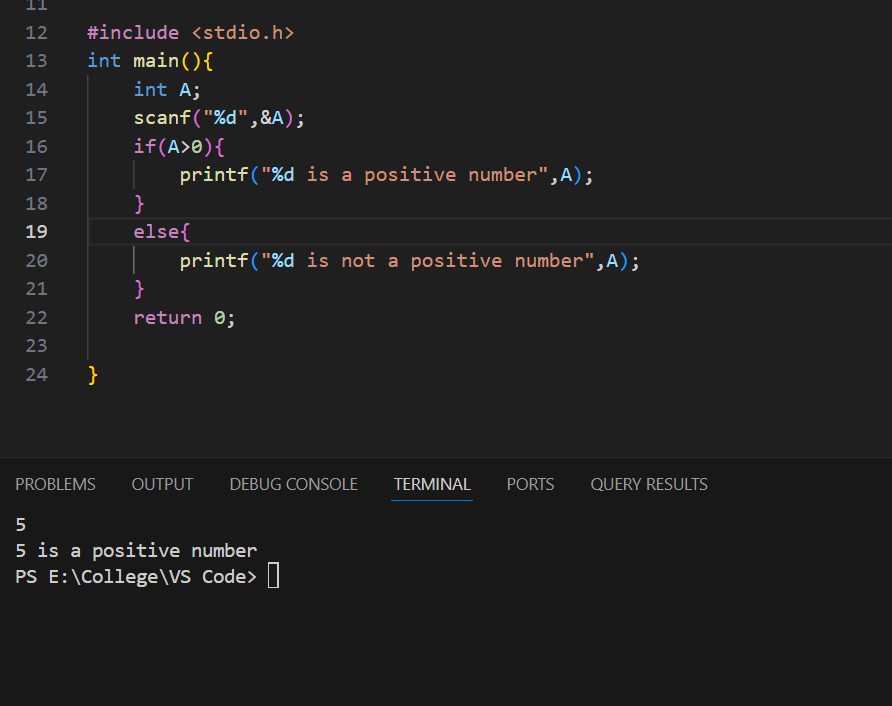 11
12 #include <stdio.h>
13 int main(){
14     int A;
15     scanf("%d",&A);
16     if(A>0){
17         printf("%d is a positive number",A);
18     }
19     else{
20         printf("%d is not a positive number",A);
21     }
22     return 0;
23
24 }
PROBLEMS OUTPUT DEBUG CONSOLE TERMINAL PORTS QUERY RESULTS
5
5 is a positive number
PS E:\College\VS Code>